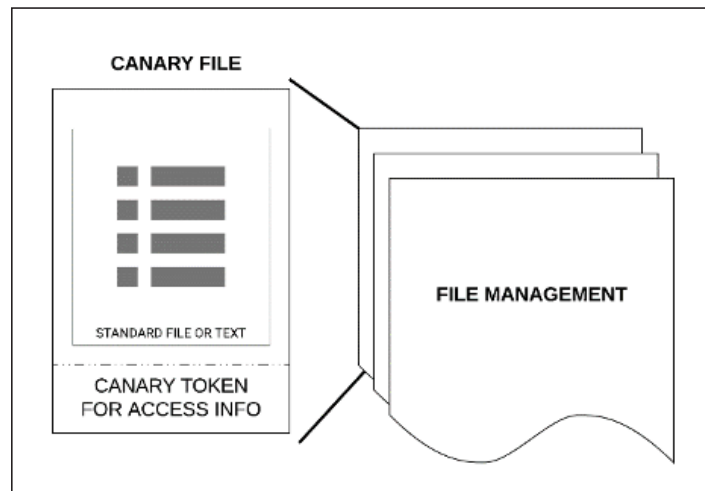 CANARY FILE
STANDARD FILE OR TEXT
CANARY TOKEN
FOR ACCESS INFO
FILE MANAGEMENT